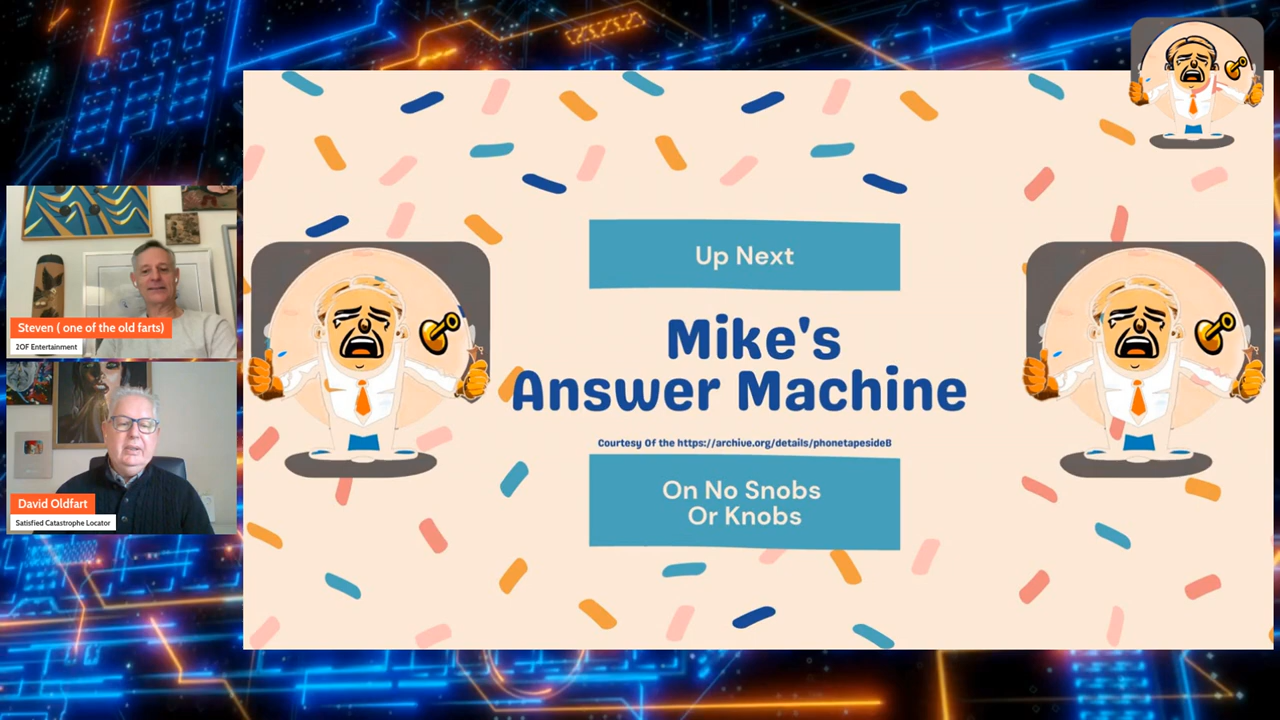 Steven ( one of the old farts)
2OF Entertainment
David Oldfart
Satisfied Catastrophe Locator
Up Next
Mike's
Answer Machine
Courtesy Of the https://archive.org/details/phonetapesideB
On No Snobs
Or Knobs